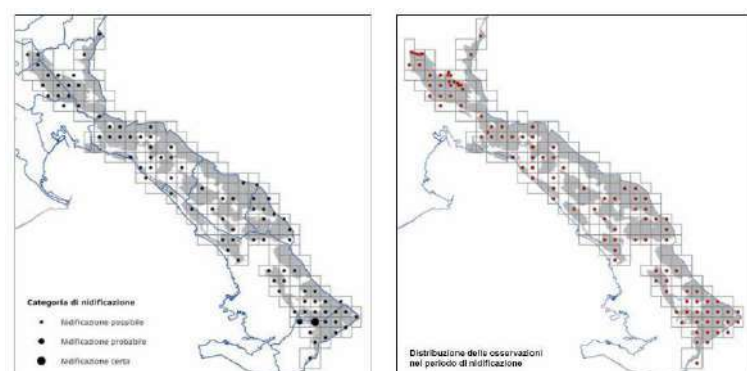 Categoria di nidificazione
Nidificazione possibile
Nidificazione probabile
Nidificazione certa
Distribuzione delle osservazioni
nel periodo di nidificazione